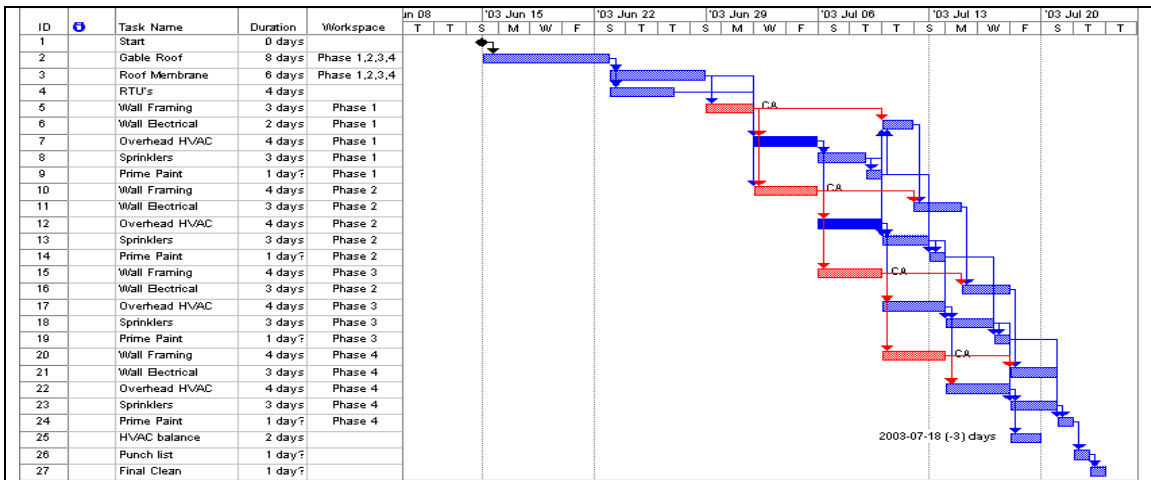 un 08 '03 Jun 15 '03 Jun 22 '03 Jun 29 '03 Jul 06 '03 Jul 13 '03 Jul 20
ID Task Name Duration Workspace T T S M W F S T T S M W F S T T S M W F S T T
1 Start 0 days
2 Gable Roof 8 days Phase 1,2,3,4
3 Roof Membrane 6 days Phase 1,2,3,4
4 RTU's 4 days
5 Wall Framing 3 days Phase 1 CA
6 Wall Electrical 2 days Phase 1
7 Overhead HVAC 4 days Phase 1
8 Sprinklers 3 days Phase 1
9 Prime Paint 1 day? Phase 1
10 Wall Framing 4 days Phase 2 CA
11 Wall Electrical 3 days Phase 2
12 Overhead HVAC 4 days Phase 2
13 Sprinklers 3 days Phase 2
14 Prime Paint 1 day? Phase 2
15 Wall Framing 4 days Phase 3 CA
16 Wall Electrical 3 days Phase 2
17 Overhead HVAC 4 days Phase 3
18 Sprinklers 3 days Phase 3
19 Prime Paint 1 day? Phase 3
20 Wall Framing 4 days Phase 4 CA
21 Wall Electrical 3 days Phase 4
22 Overhead HVAC 4 days Phase 4
23 Sprinklers 3 days Phase 4
24 Prime Paint 1 day? Phase 4
25 HVAC balance 2 days 2003-07-18 (-3) days
26 Punch list 1 day?
27 Final Clean 1 day?